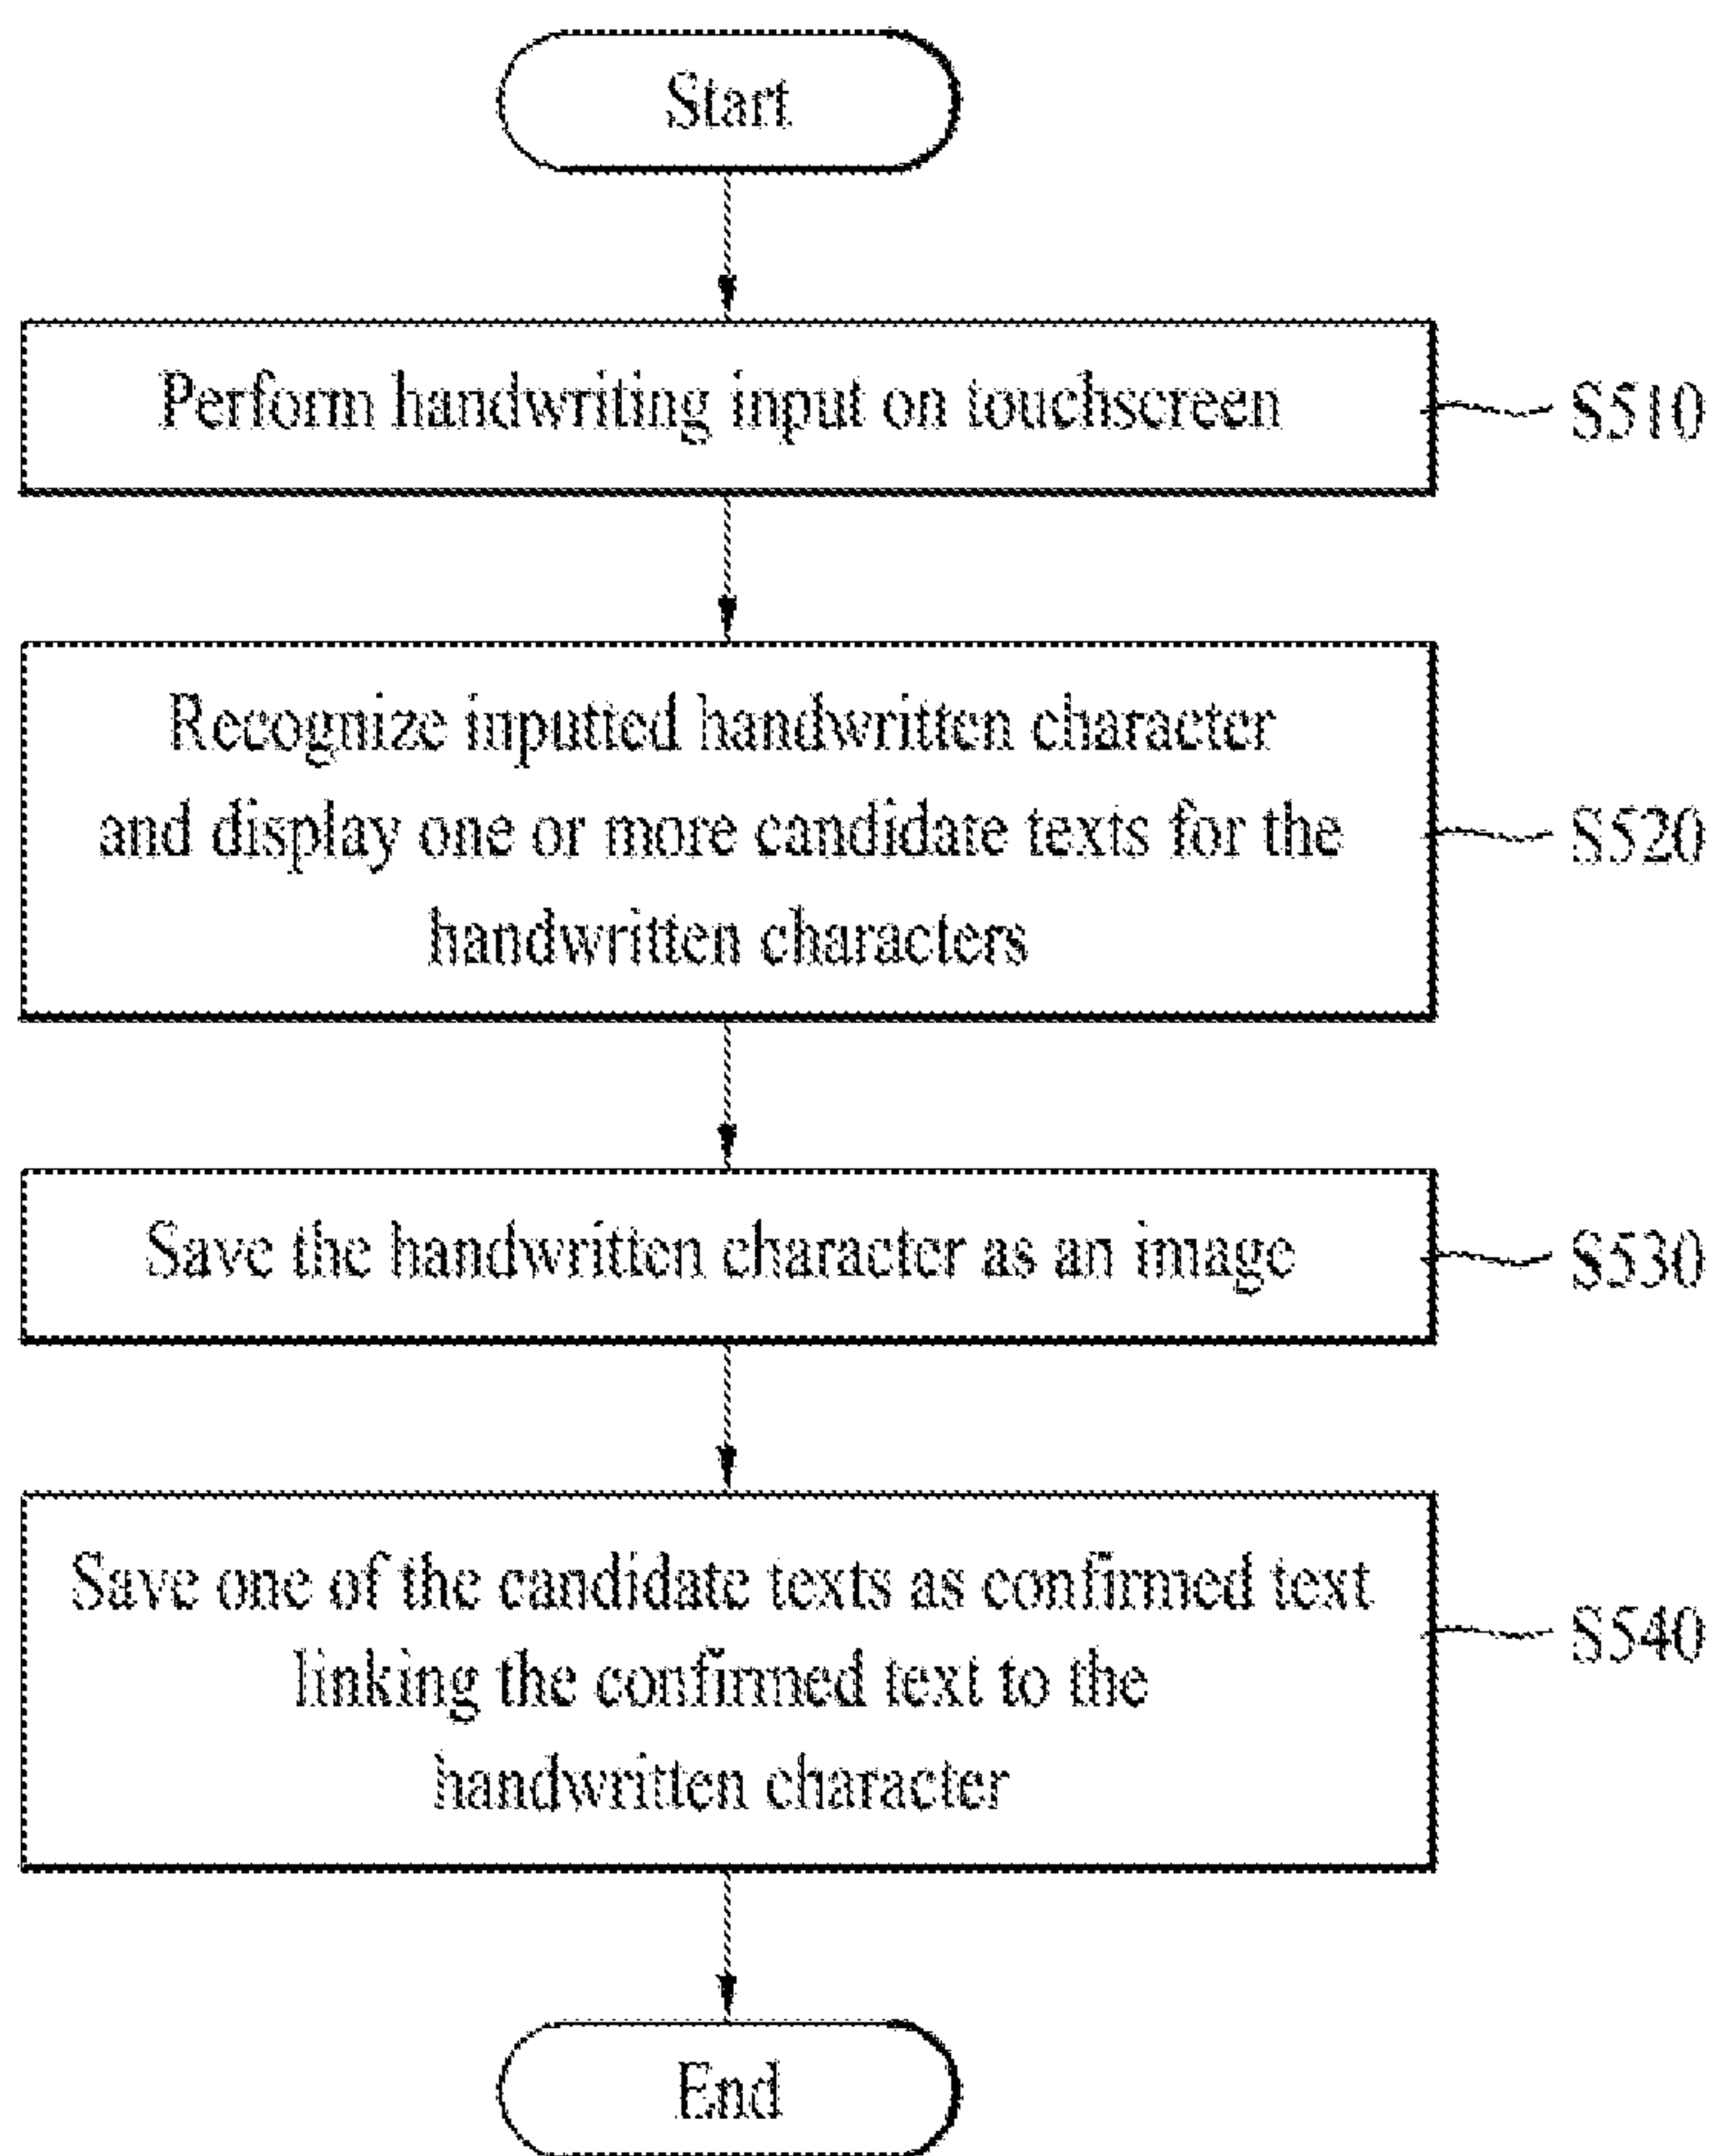 Start
Perform handwriting input on touchscreen
S510
Recognize inputted handwritten character
and display one or more candidate texts for the
handwritten characters
S520
Save the handwritten character as an image
S530
Save one of the candidate texts as confirmed text
linking the confirmed text to the
handwritten character
S540
End